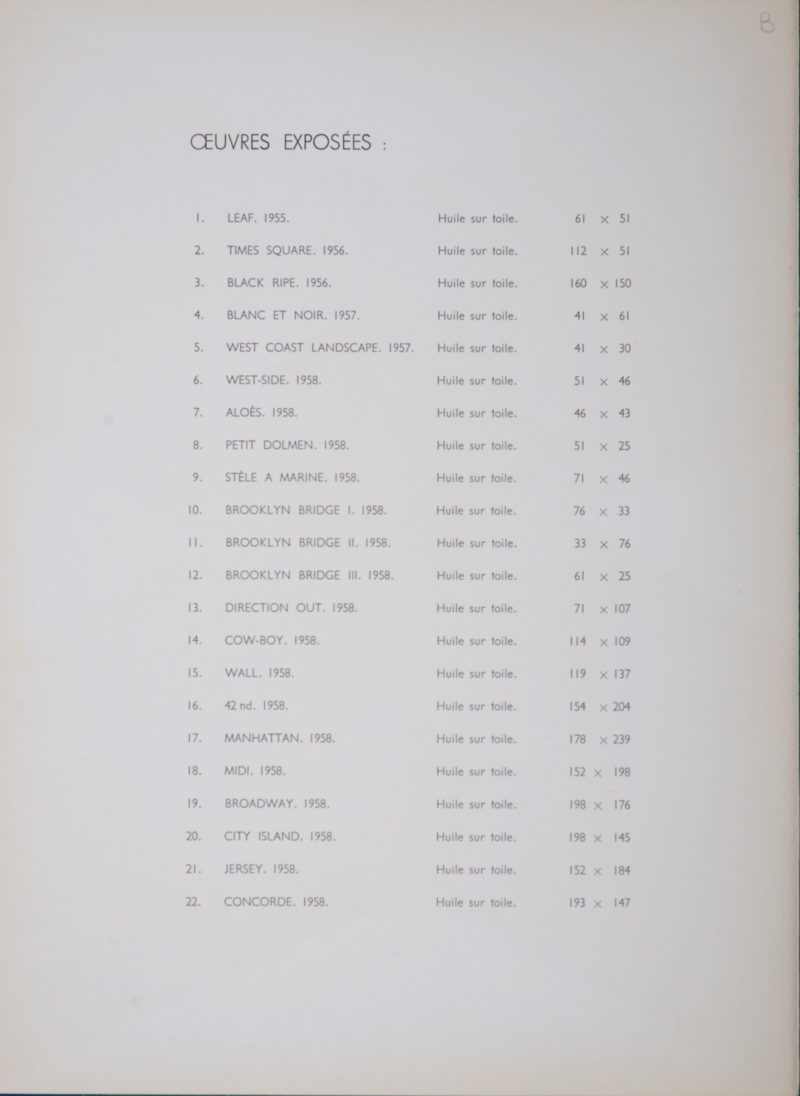 B
ŒUVRES EXPOSÉES :
1. LEAF. 1955. Huile sur toile. 61 × 51
2. TIMES SQUARE. 1956. Huile sur toile. 112 × 51
3. BLACK RIPE. 1956. Huile sur toile. 160 × 150
4. BLANC ET NOIR. 1957. Huile sur toile. 41 × 61
5. WEST COAST LANDSCAPE. 1957. Huile sur toile. 41 × 30
6. WEST-SIDE. 1958. Huile sur toile. 51 × 46
7. ALOÈS. 1958. Huile sur toile. 46 × 43
8. PETIT DOLMEN. 1958. Huile sur toile. 51 × 25
9. STÈLE A MARINE. 1958. Huile sur toile. 71 × 46
10. BROOKLYN BRIDGE I. 1958. Huile sur toile. 76 × 33
11. BROOKLYN BRIDGE II. 1958. Huile sur toile. 33 × 76
12. BROOKLYN BRIDGE III. 1958. Huile sur toile. 61 × 25
13. DIRECTION OUT. 1958. Huile sur toile. 71 × 107
14. COW-BOY. 1958. Huile sur toile. 114 × 109
15. WALL. 1958. Huile sur toile. 119 × 137
16. 42 nd. 1958. Huile sur toile. 154 × 204
17. MANHATTAN. 1958. Huile sur toile. 178 × 239
18. MIDI. 1958. Huile sur toile. 152 × 198
19. BROADWAY. 1958. Huile sur toile. 198 × 176
20. CITY ISLAND. 1958. Huile sur toile. 198 × 145
21. JERSEY. 1958. Huile sur toile. 152 × 184
22. CONCORDE. 1958. Huile sur toile. 193 × 147